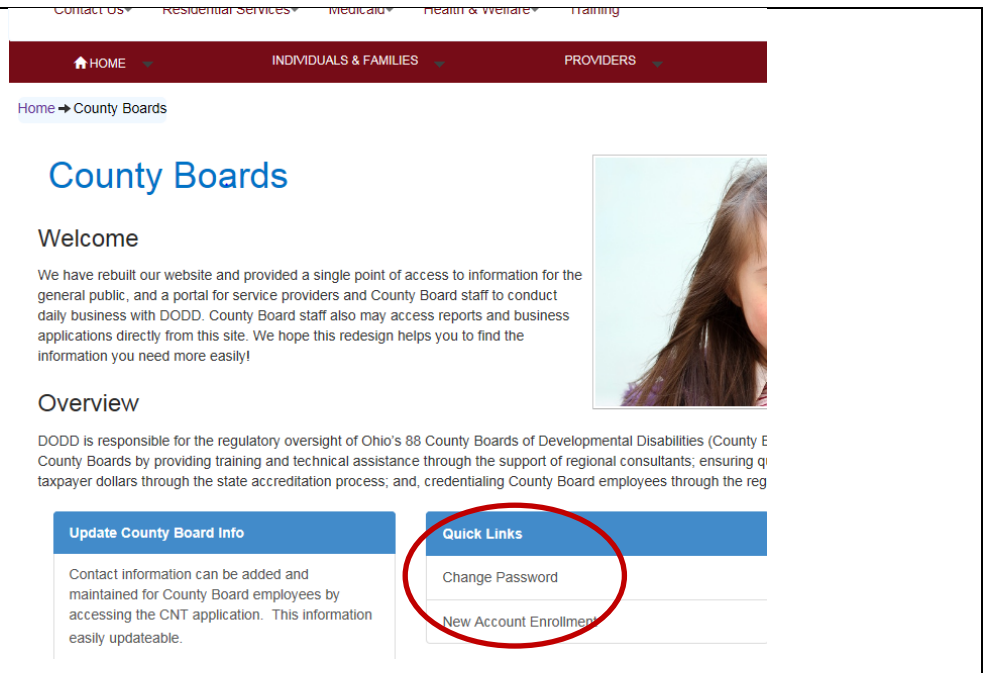 Contact Us Residential Services Medicaid Health & Welfare Training
HOME INDIVIDUALS & FAMILIES PROVIDERS
Home → County Boards
County Boards
Welcome
We have rebuilt our website and provided a single point of access to information for the
general public, and a portal for service providers and County Board staff to conduct
daily business with DODD. County Board staff also may access reports and business
applications directly from this site. We hope this redesign helps you to find the
information you need more easily!
Overview
DODD is responsible for the regulatory oversight of Ohio's 88 County Boards of Developmental Disabilities (County
County Boards by providing training and technical assistance through the support of regional consultants; ensuring
taxpayer dollars through the state accreditation process; and, credentialing County Board employees through the
Update County Board Info
Contact information can be added and
maintained for County Board employees by
accessing the CNT application. This information
easily updateable.
Quick Links
Change Password
New Account Enrollment